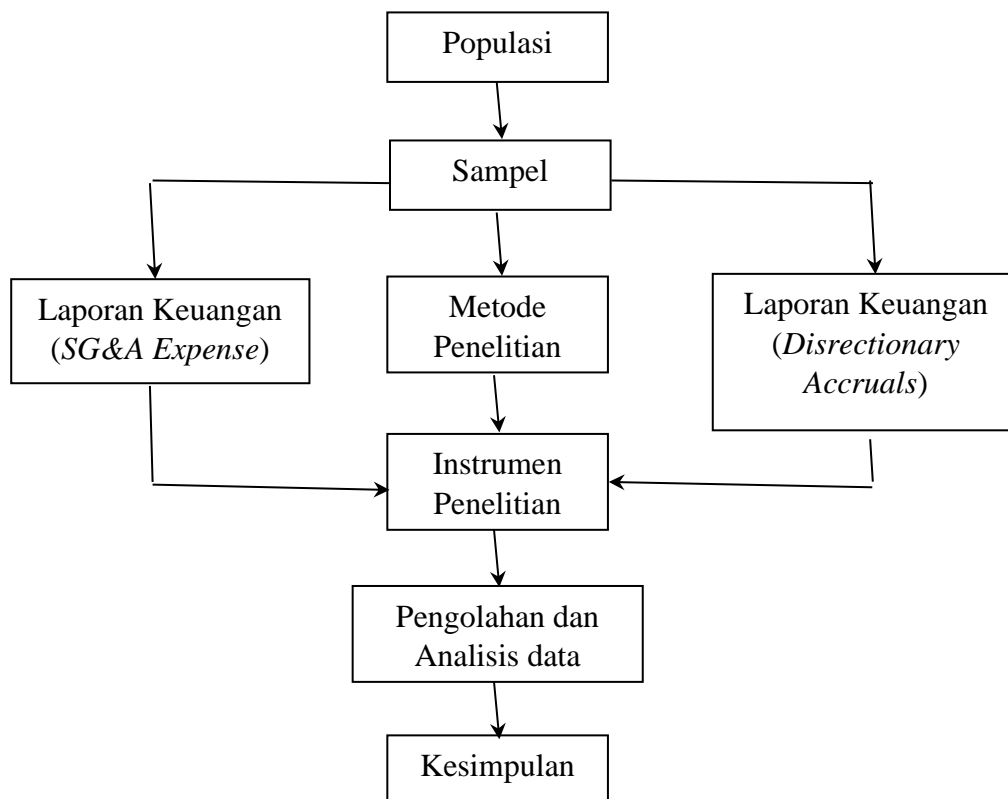 Populasi
Sampel
Laporan Keuangan
(SG&A Expense)
Metode
Penelitian
Laporan Keuangan
(Disrectionary
Accruals)
Instrumen
Penelitian
Pengolahan dan
Analisis data
Kesimpulan